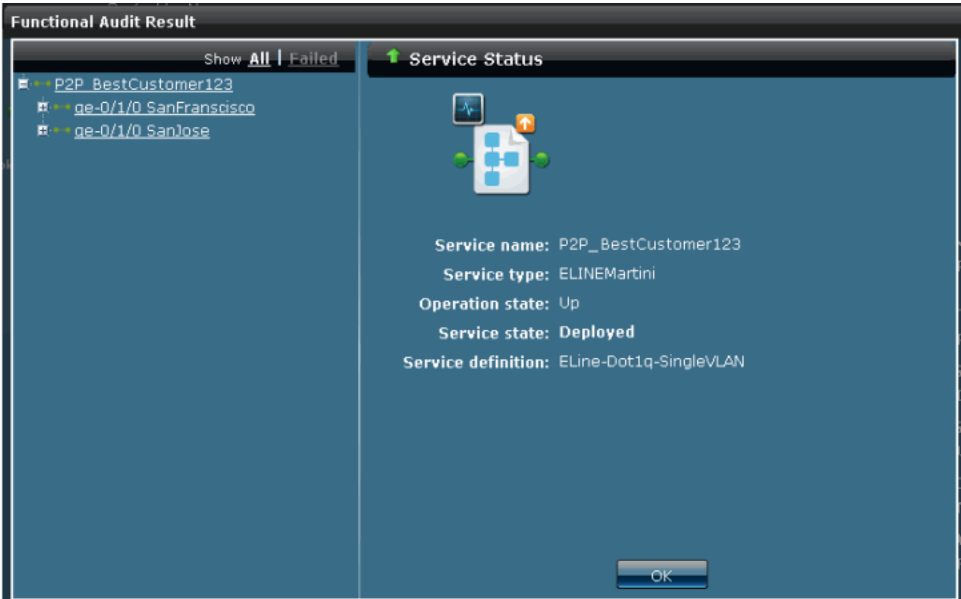 Functional Audit Result
Show All | Failed
P2P_BestCustomer123
ge-0/1/0 SanFranscisco
ge-0/1/0 SanJose
Service Status
Service name: P2P_BestCustomer123
Service type: ELINEMartini
Operation state: Up
Service state: Deployed
Service definition: ELine-Dot1q-SingleVLAN
OK